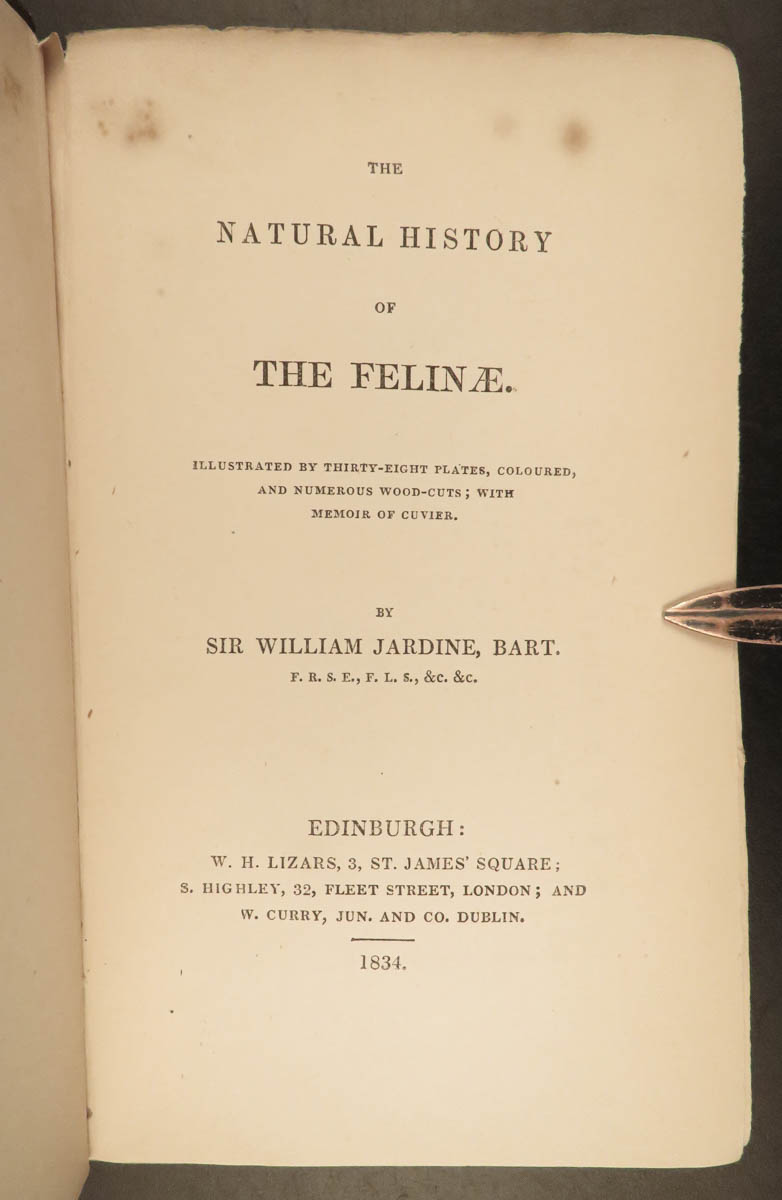 THE
NATURAL HISTORY
OF
THE FELINÆ.
ILLUSTRATED BY THIRTY-EIGHT PLATES, COLOURED,
AND NUMEROUS WOOD-CUTS; WITH
MEMOIR OF CUVIER.
BY
SIR WILLIAM JARDINE, BART.
F. R. S. E., F. L. S., &c. &c.
EDINBURGH:
W. H. LIZARS, 3, ST. JAMES' SQUARE;
S. HIGHLEY, 32, FLEET STREET, LONDON; AND
W. CURRY, JUN. AND CO. DUBLIN.
1834.